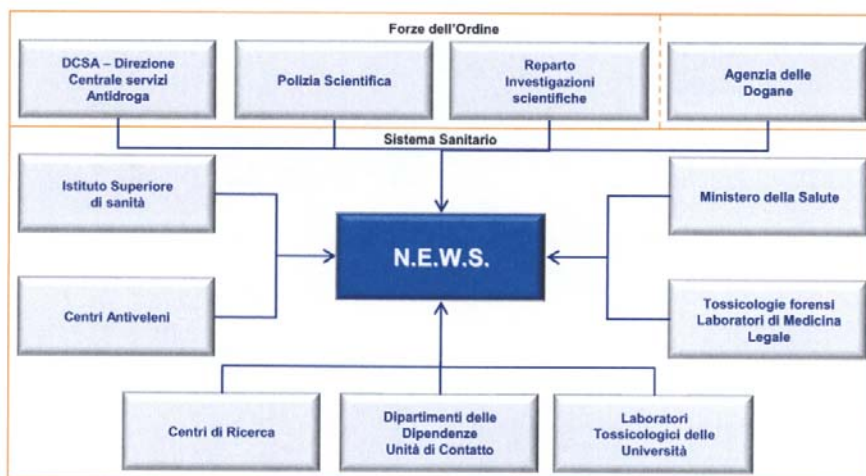 Forze dell'Ordine
DCSA – Direzione
Centrale servizi
Antidroga
Polizia Scientifica
Reparto
Investigazioni
scientifiche
Agenzia delle
Dogane
Sistema Sanitario
Istituto Superiore
di sanità
Ministero della Salute
N.E.W.S.
Centri Antiveleni
Tossicologie forensi
Laboratori di Medicina
Legale
Centri di Ricerca
Dipartimenti delle
Dipendenze
Unità di Contatto
Laboratori
Tossicologici delle
Università